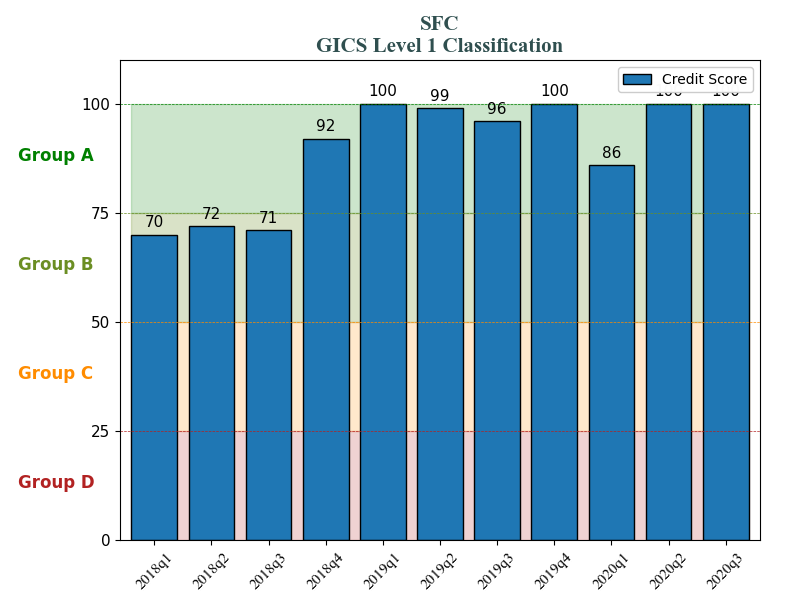 SFC
GICS Level 1 Classification
Credit Score
100
75
50
25
0
Group A
Group B
Group C
Group D
70
72
71
92
100
99
96
100
86
100
100
2018q1
2018q2
2018q3
2018q4
2019q1
2019q2
2019q3
2019q4
2020q1
2020q2
2020q3